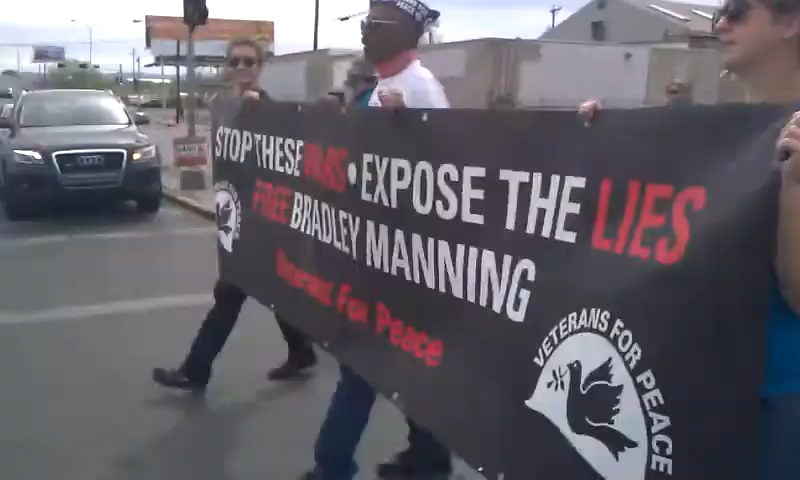 STOP THESE WARS • EXPOSE THE LIES
FREE BRADLEY MANNING
Veterans For Peace
VETERANS FOR PEACE